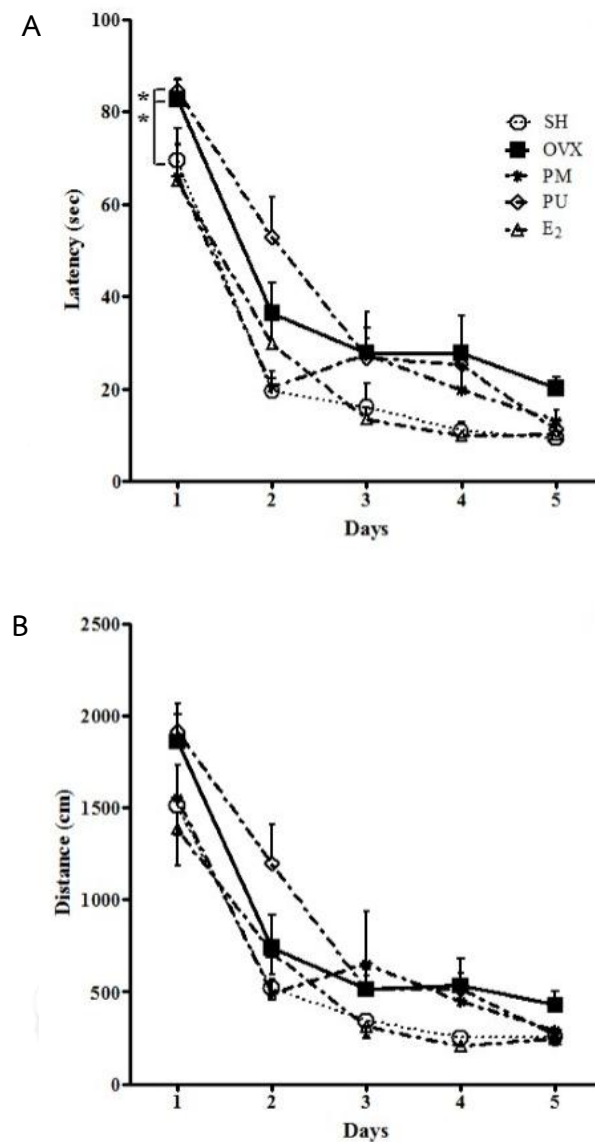 A
100
80
60
40
20
0
Latency (sec)
*
*
SH
OVX
PM
PU
E2
1 2 3 4 5
Days
B
2500
2000
1500
1000
500
0
Distance (cm)
1 2 3 4 5
Days